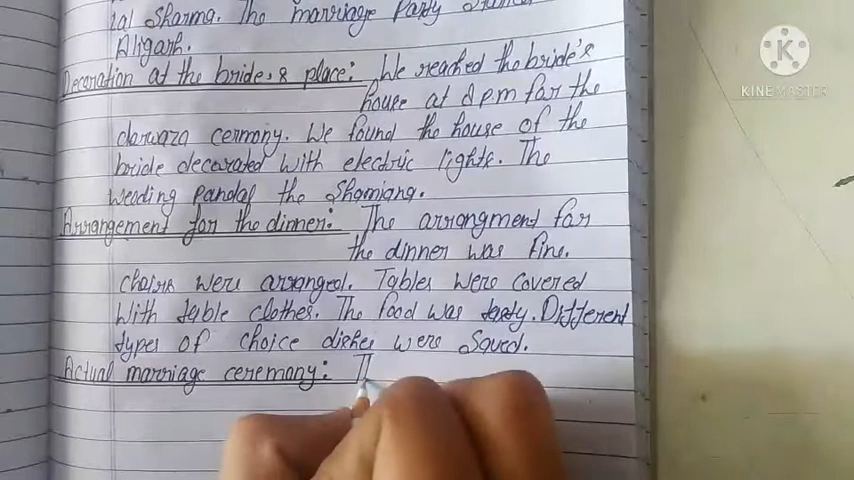 Lal Sharma. The marriage Party
Aligarh.
Decoration at the bride,s place: We reached the bride's
house at 8 pm for the
darwaza cermony. We found the house of the
bride decorated with electric lights. The
weading pandal the Shamiana.
Arrangement for the dinner: The arrangment for
the dinner was fine.
chairs were arranged. Tables were covered
With table clothes. The food was tasty. Different
types of choice dishes were Saved.
Actual marriage ceremony: T
KINEMASTER